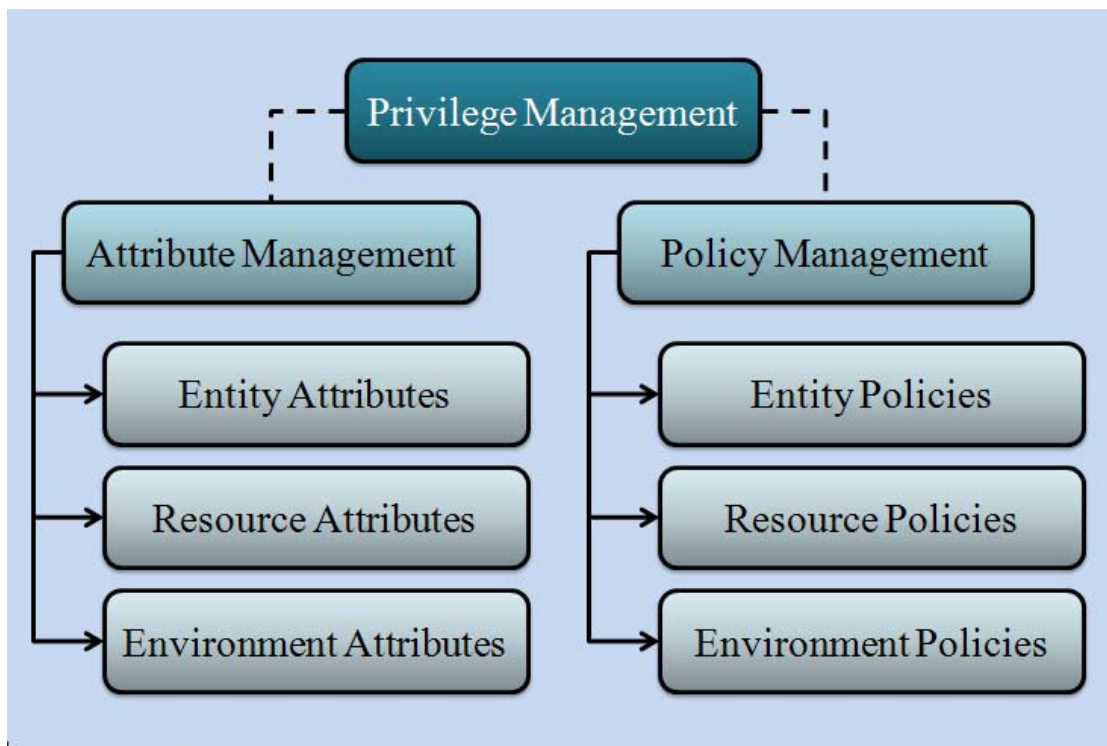 Privilege Management
Attribute Management
Entity Attributes
Resource Attributes
Environment Attributes
Policy Management
Entity Policies
Resource Policies
Environment Policies